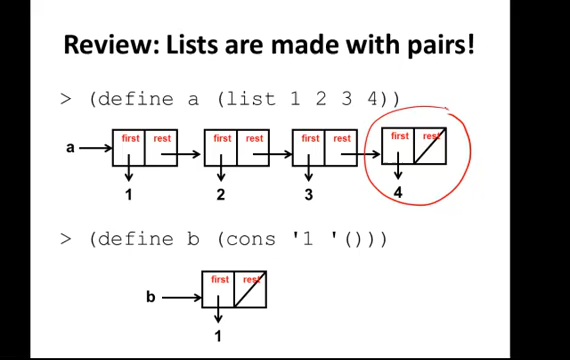 Review: Lists are made with pairs!
> (define a (list 1 2 3 4))
a first rest first rest first rest first rest
1 2 3 4
> (define b (cons '1 '()))
first rest
b
1